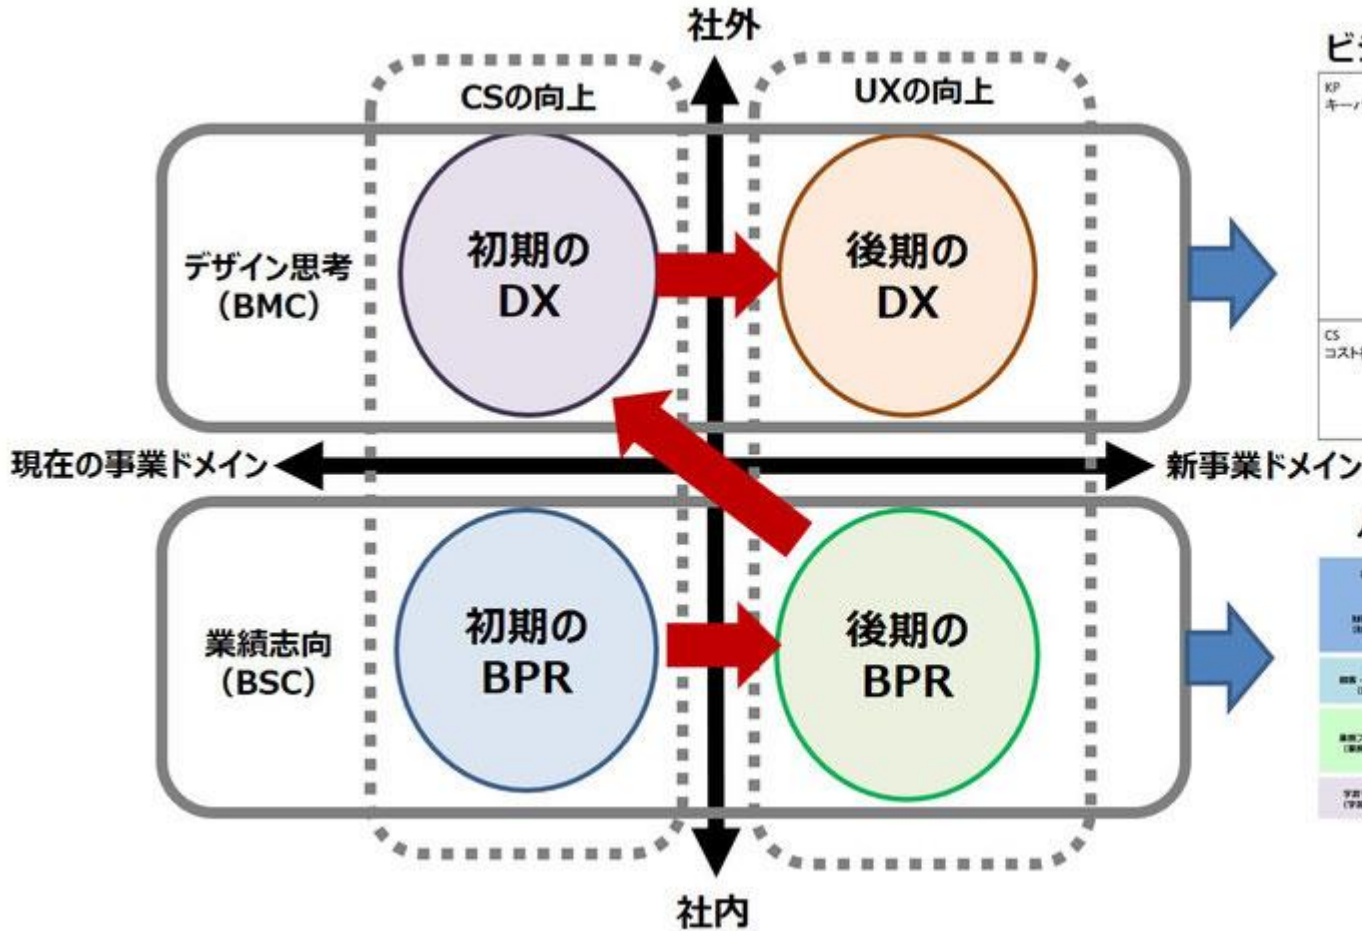 社外
CSの向上
UXの向上
デザイン思考
（BMC）
初期の
DX
後期の
DX
現在の事業ドメイン
新事業ドメイン
業績志向
（BSC）
初期の
BPR
後期の
BPR
社内
KP
CS